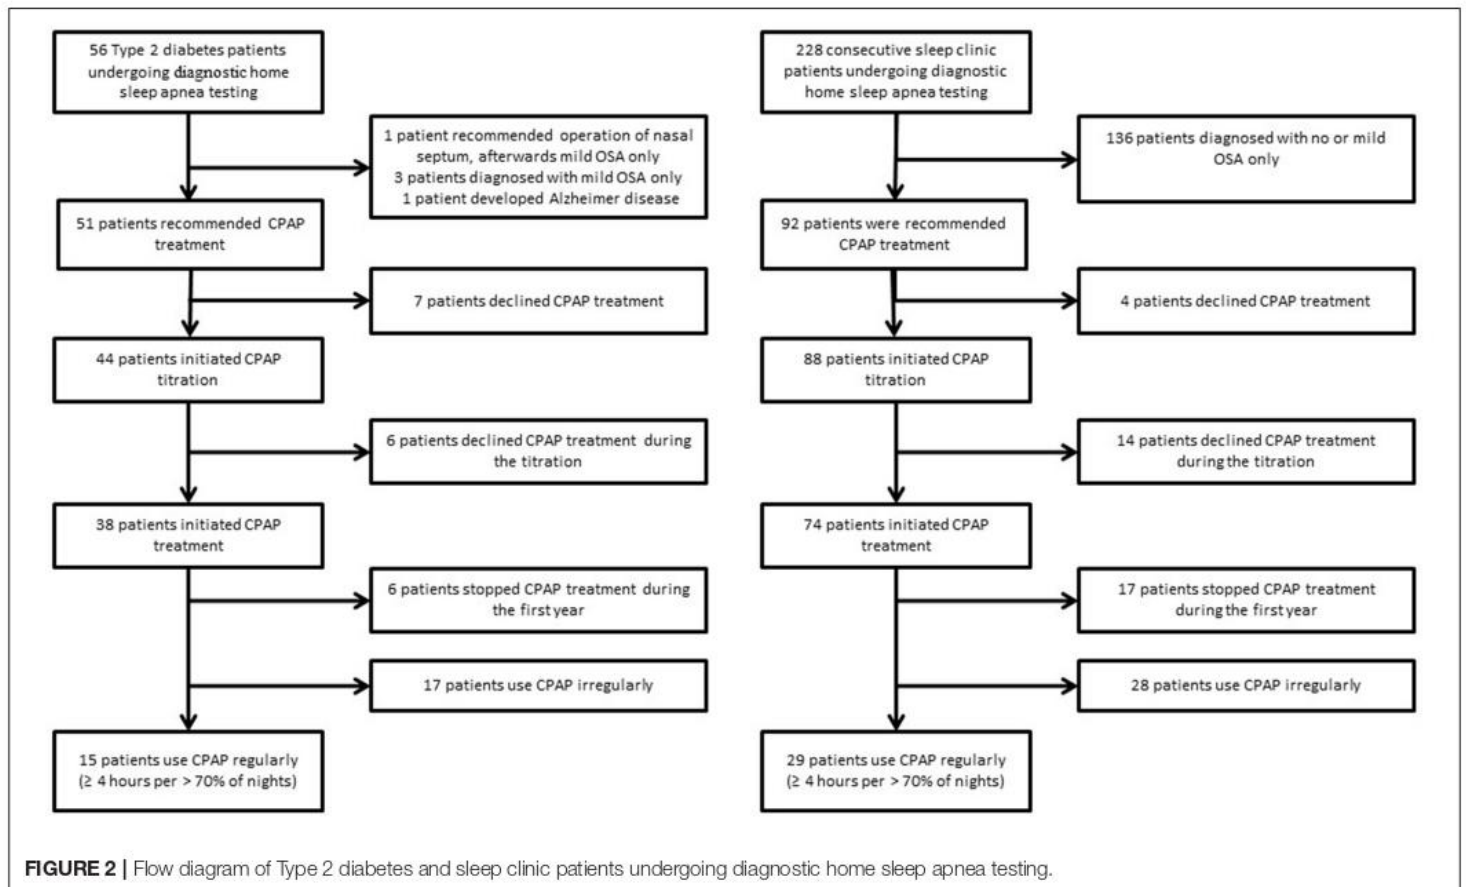 56 Type 2 diabetes patients
undergoing diagnostic home
sleep apnea testing
1 patient recommended operation of nasal
septum, afterwards mild OSA only
3 patients diagnosed with mild OSA only
1 patient developed Alzheimer disease
51 patients recommended CPAP
treatment
7 patients declined CPAP treatment
44 patients initiated CPAP
titration
6 patients declined CPAP treatment during
the titration
38 patients initiated CPAP
treatment
6 patients stopped CPAP treatment during
the first year
17 patients use CPAP irregularly
15 patients use CPAP regularly
(≥ 4 hours per > 70% of nights)
228 consecutive sleep clinic
patients undergoing diagnostic
home sleep apnea testing
136 patients diagnosed with no or mild
OSA only
92 patients were recommended
CPAP treatment
4 patients declined CPAP treatment
88 patients initiated CPAP
titration
14 patients declined CPAP treatment
during the titration
74 patients initiated CPAP
treatment
17 patients stopped CPAP treatment
during the first year
28 patients use CPAP irregularly
29 patients use CPAP regularly
(≥ 4 hours per > 70% of nights)
FIGURE 2 | Flow diagram of Type 2 diabetes and sleep clinic patients undergoing diagnostic home sleep apnea testing.